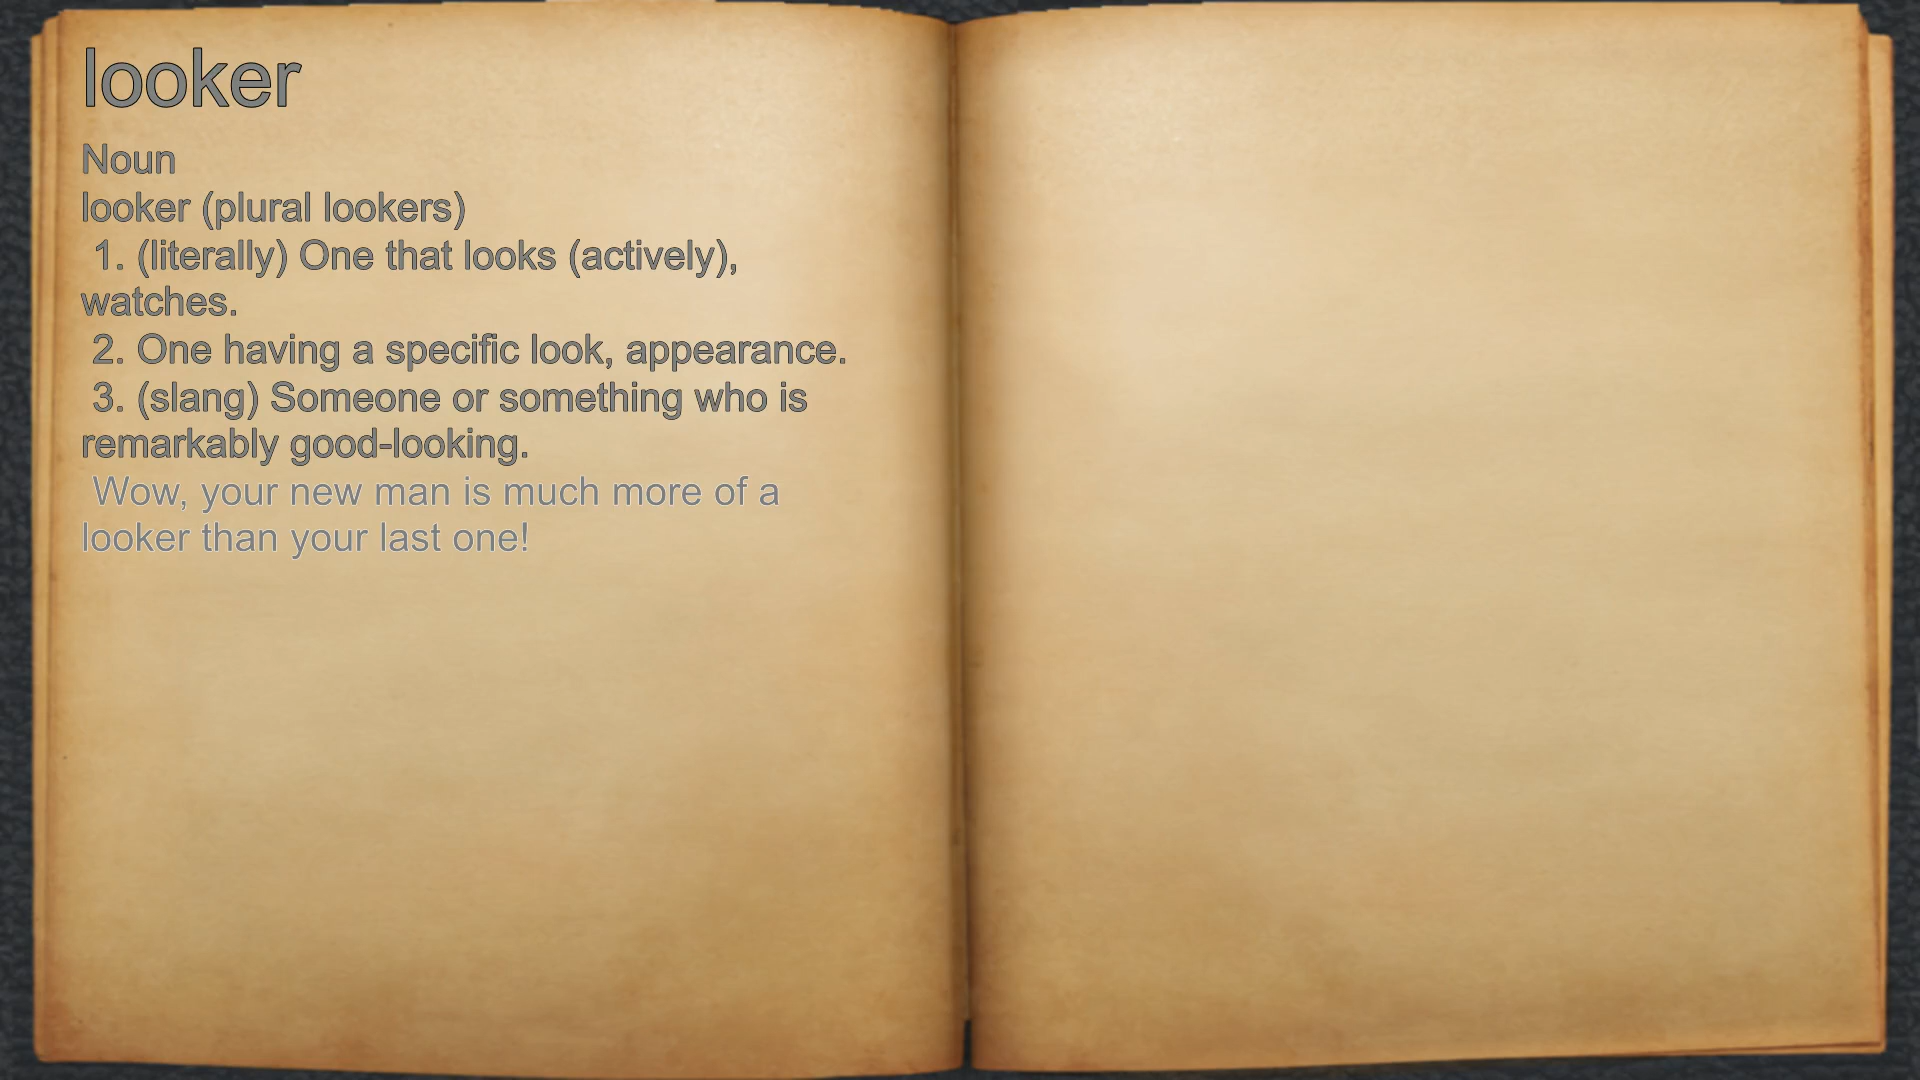 looker
Noun
looker (plural lookers)
1. (literally) One that looks (actively),
watches.
2. One having a specific look, appearance.
3. (slang) Someone or something who is
remarkably good-looking.
Wow, your new man is much more of a
looker than your last one!